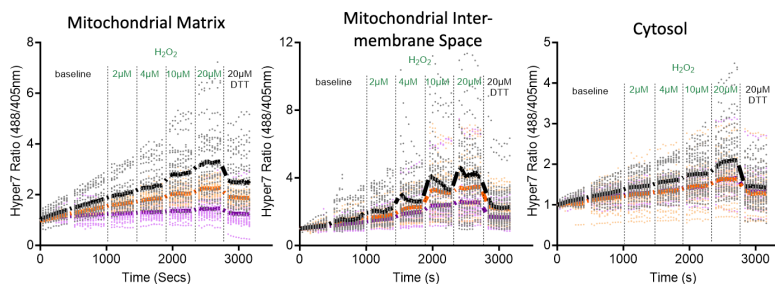 Mitochondrial Matrix
Hyper7 Ratio (488/405nm)
8
6
4
2
0
H2O2
baseline
2µM
4µM
10µM
20µM
20µM
DTT
0
1000
2000
3000
Time (Secs)
Mitochondrial Inter-
membrane Space
Hyper7 Ratio (488/405nm)
12
8
4
0
H2O2
baseline
2µM
4µM
10µM
20µM
20µM
DTT
0
1000
2000
3000
Time (s)
Cytosol
Hyper7 Ratio (488/405nm)
5
4
3
2
1
0
H2O2
baseline
2µM
4µM
10µM
20µM
20µM
DTT
0
1000
2000
3000
Time (s)